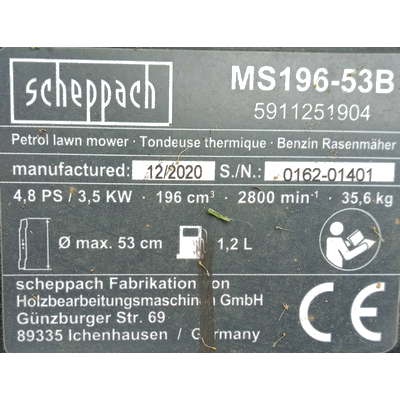 scheppach
MS196-53B
5911251904
Petrol lawn mower · Tondeuse thermique · Benzin Rasenmäher
manufactured: 12/2020 S./N.: 0162-01401
4,8 PS / 3,5 KW · 196 cm³ · 2800 min⁻¹ · 35,6 kg
Ø max. 53 cm 1,2 L
scheppach Fabrikation von
Holzbearbeitungsmaschinen GmbH
Günzburger Str. 69
89335 Ichenhausen / Germany
CE